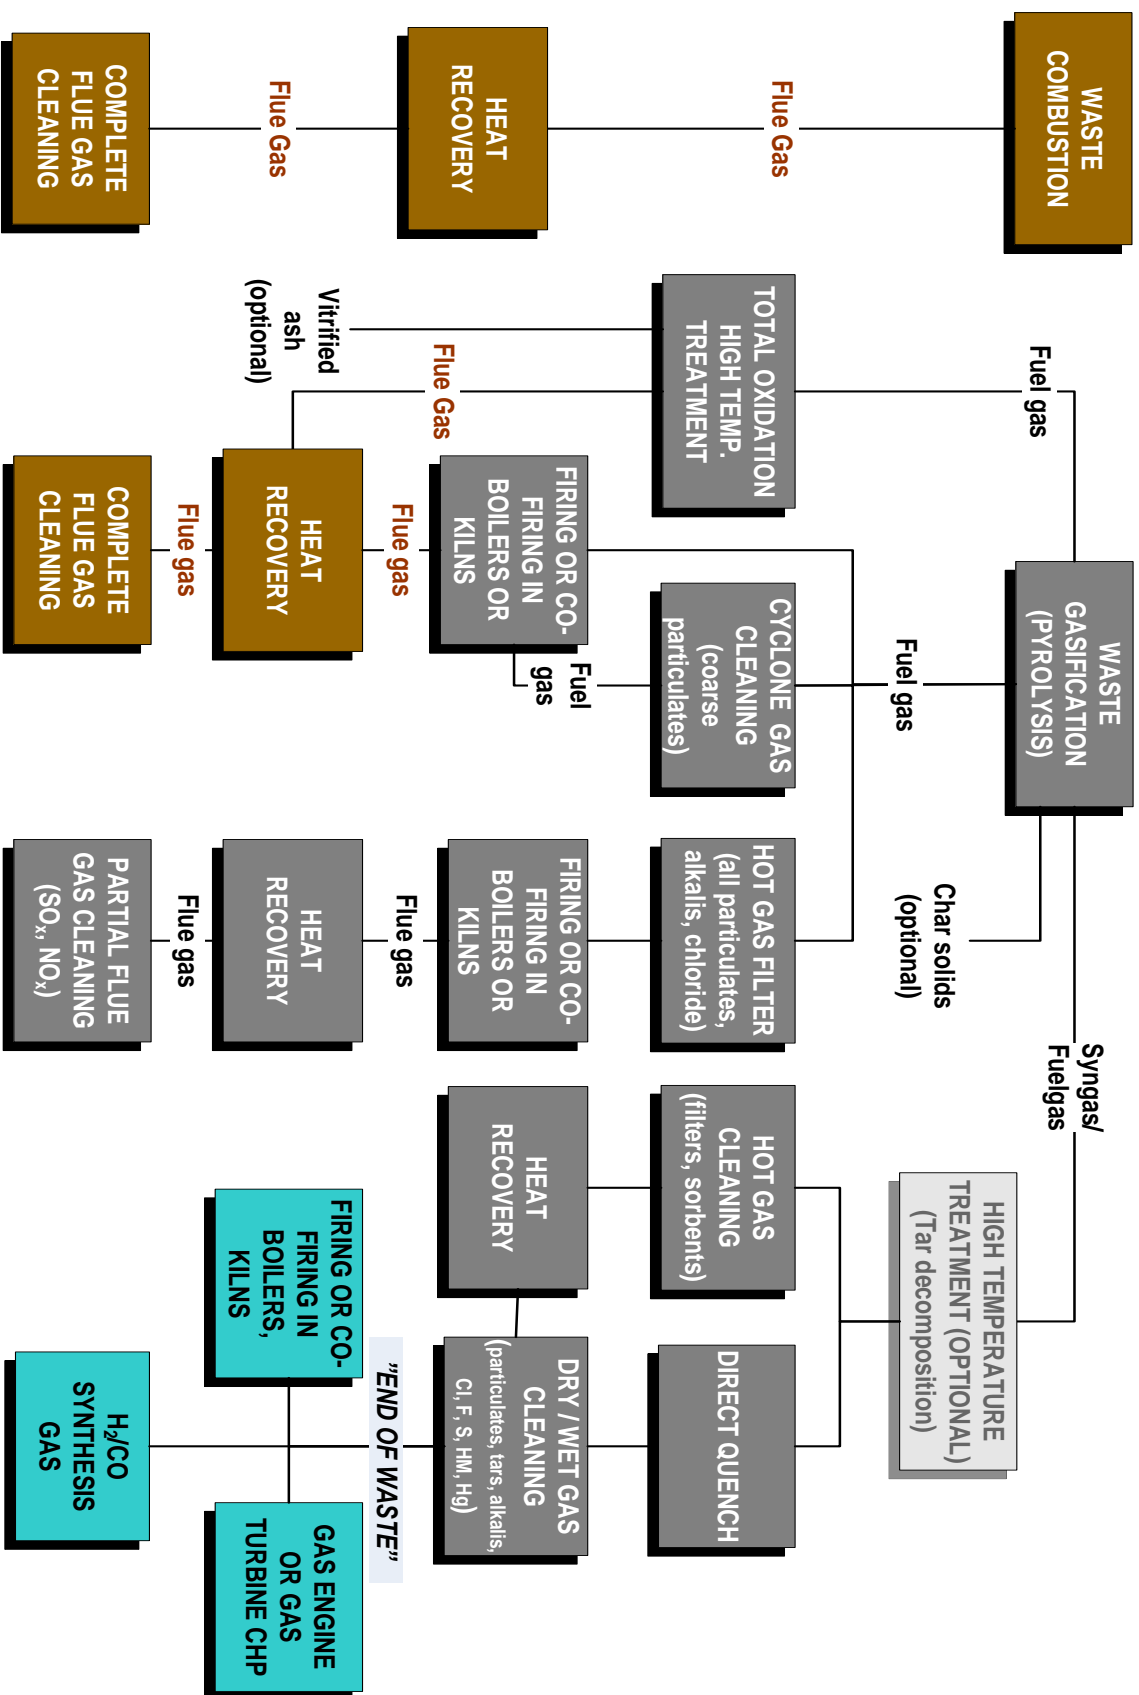 WASTE
COMBUSTION
Flue Gas
HEAT
RECOVERY
Flue Gas
COMPLETE
FLUE GAS
CLEANING
WASTE
GASIFICATION
(PYROLYSIS)
Fuel gas
TOTAL OXIDATION
HIGH TEMP.
TREATMENT
Vitrified
ash
(optional)
Flue Gas
Fuel gas
CYCLONE GAS
CLEANING
(coarse
particulates)
Fuel
gas
FIRING OR CO-
FIRING IN
BOILERS OR
KILNS
Flue gas
HEAT
RECOVERY
Flue gas
COMPLETE
FLUE GAS
CLEANING
Char solids
(optional)
HOT GAS FILTER
(all particulates,
alkalis, chloride)
FIRING OR CO-
FIRING IN
BOILERS OR
KILNS
Flue gas
HEAT
RECOVERY
Flue gas
PARTIAL FLUE
GAS CLEANING
(SOx, NOx)
Syngas/
Fuelgas
HIGH TEMPERATURE
TREATMENT (OPTIONAL)
(Tar decomposition)
HOT GAS
CLEANING
(filters, sorbents)
HEAT
RECOVERY
DIRECT QUENCH
DRY / WET GAS
CLEANING
(particulates, tars, alkalis,
Cl, F, S, HM, Hg)
”END OF WASTE”
FIRING OR CO-
FIRING IN
BOILERS,
KILNS
GAS ENGINE
OR GAS
TURBINE CHP
H2/CO
SYNTHESIS
GAS